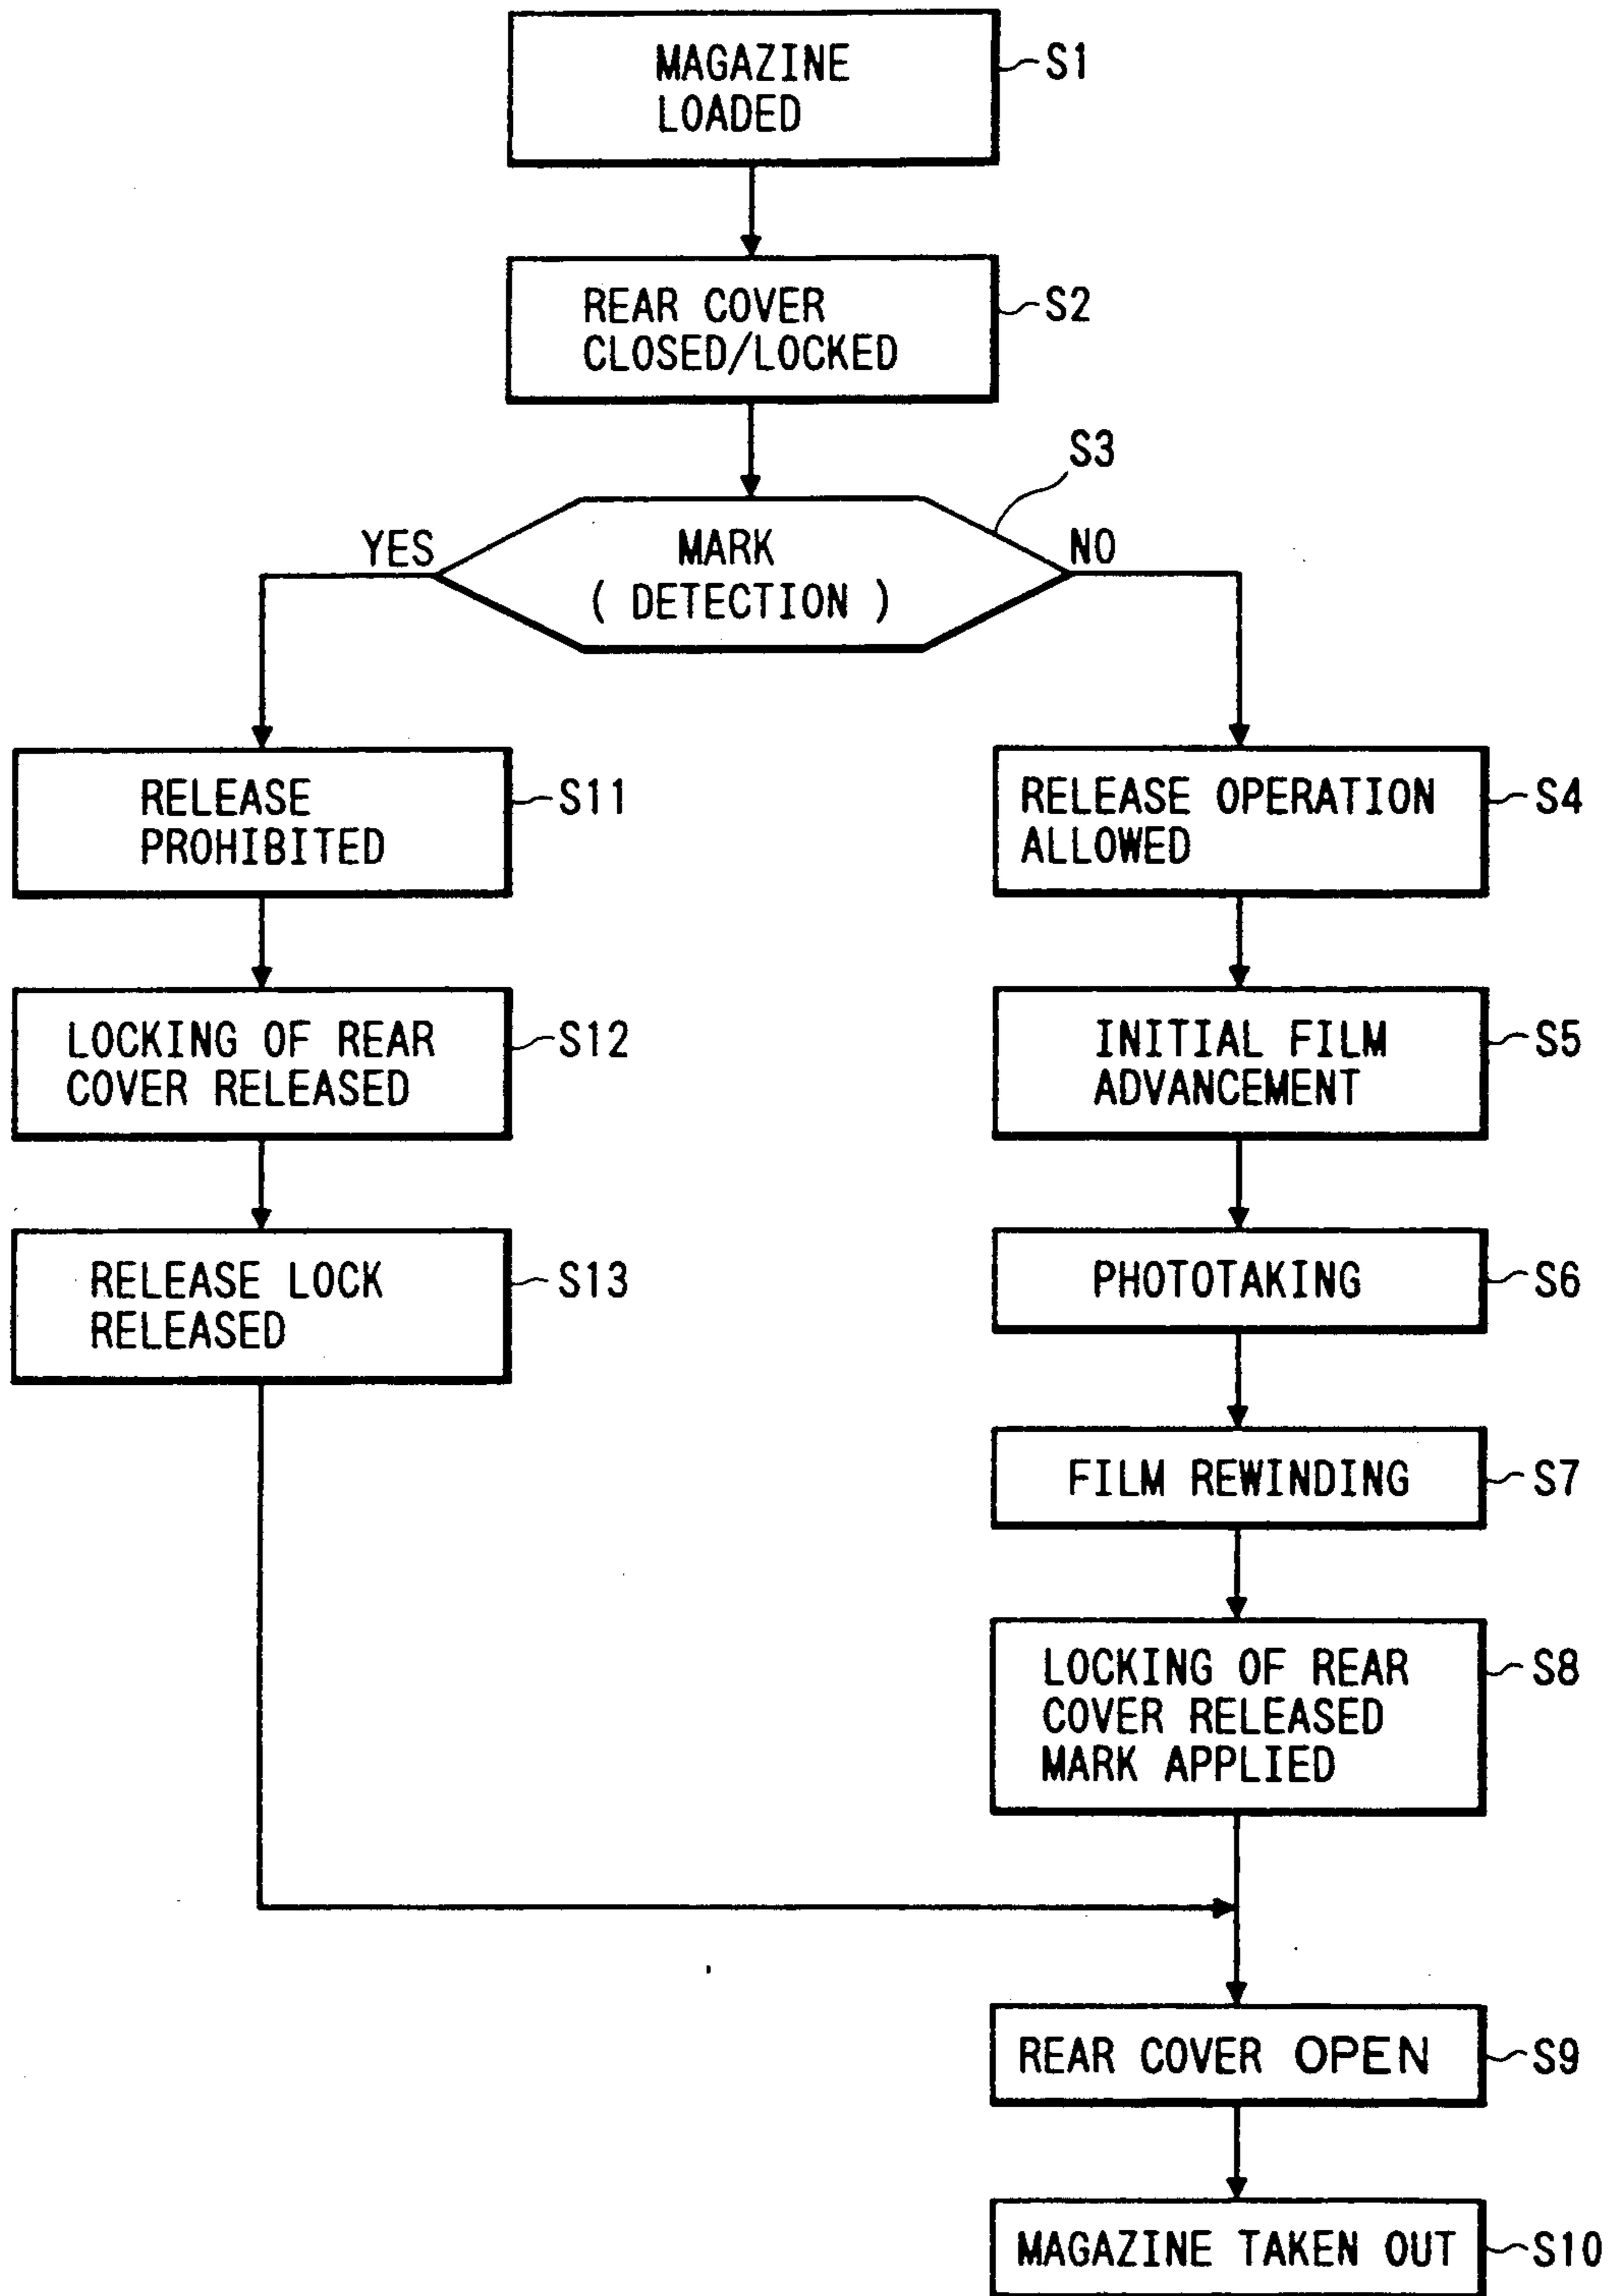 MAGAZINE
LOADED
S1
REAR COVER
CLOSED/LOCKED
S2
S3
YES
MARK
( DETECTION )
NO
RELEASE
PROHIBITED
S11
RELEASE OPERATION
ALLOWED
S4
LOCKING OF REAR
COVER RELEASED
S12
INITIAL FILM
ADVANCEMENT
S5
RELEASE LOCK
RELEASED
S13
PHOTOTAKING
S6
FILM REWINDING
S7
LOCKING OF REAR
COVER RELEASED
MARK APPLIED
S8
REAR COVER OPEN
S9
MAGAZINE TAKEN OUT
S10